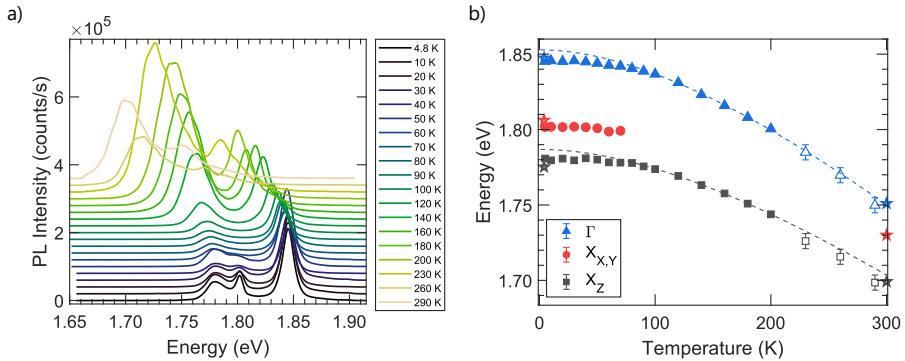 a)
×10⁵
PL Intensity (counts/s)
6
4
2
0
1.65 1.70 1.75 1.80 1.85 1.90
Energy (eV)
4.8 K
10 K
20 K
30 K
40 K
50 K
60 K
70 K
80 K
90 K
100 K
120 K
140 K
160 K
180 K
200 K
230 K
260 K
290 K
b)
Energy (eV)
1.85
1.80
1.75
1.70
Γ
X_X,Y
X_Z
0 100 200 300
Temperature (K)